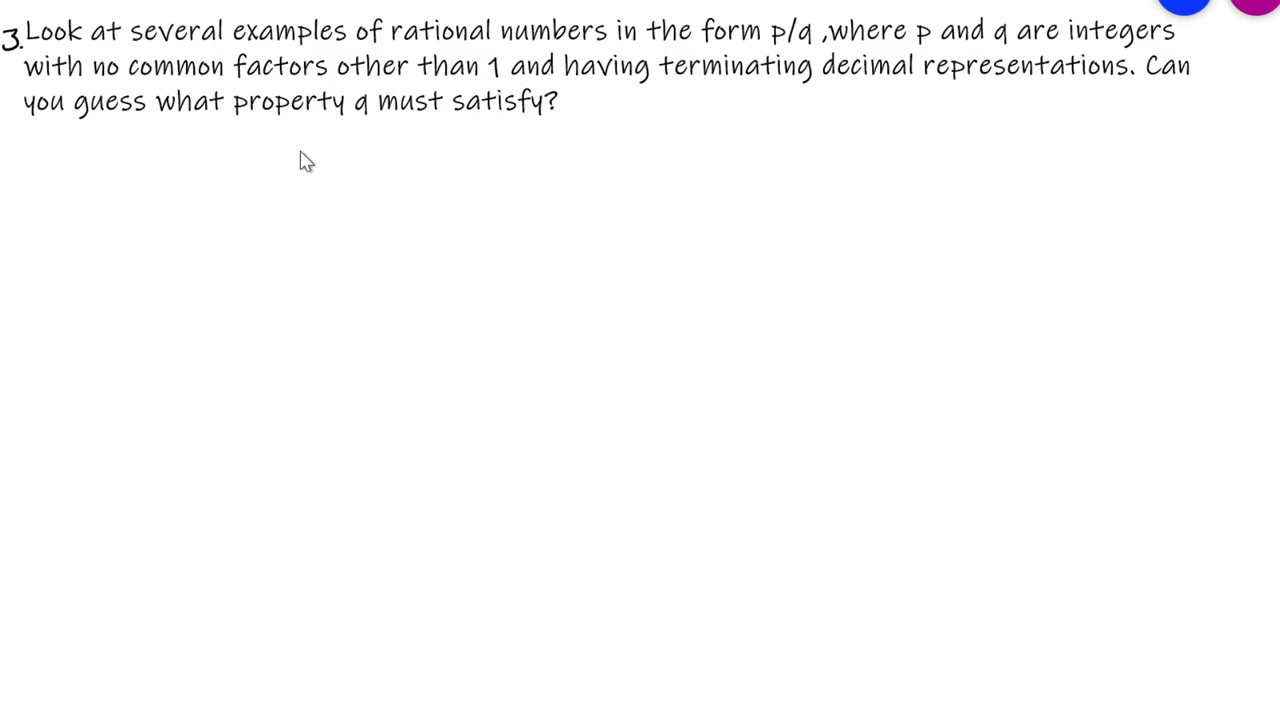 3. Look at several examples of rational numbers in the form p/q ,where p and q are integers
with no common factors other than 1 and having terminating decimal representations. Can
you guess what property q must satisfy?